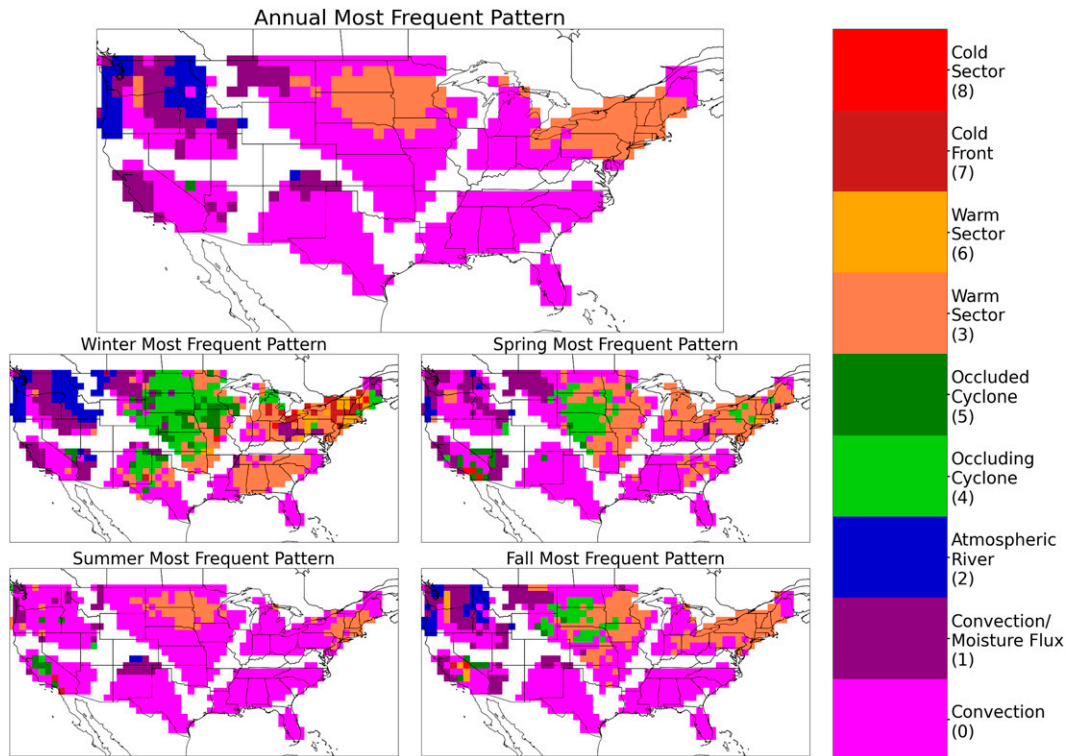 Annual Most Frequent Pattern
Winter Most Frequent Pattern
Spring Most Frequent Pattern
Summer Most Frequent Pattern
Fall Most Frequent Pattern
Cold
Sector
(8)
Cold
Front
(7)
Warm
Sector
(6)
Warm
Sector
(3)
Occluded
Cyclone
(5)
Occluding
Cyclone
(4)
Atmospheric
River
(2)
Convection/
Moisture Flux
(1)
Convection
(0)